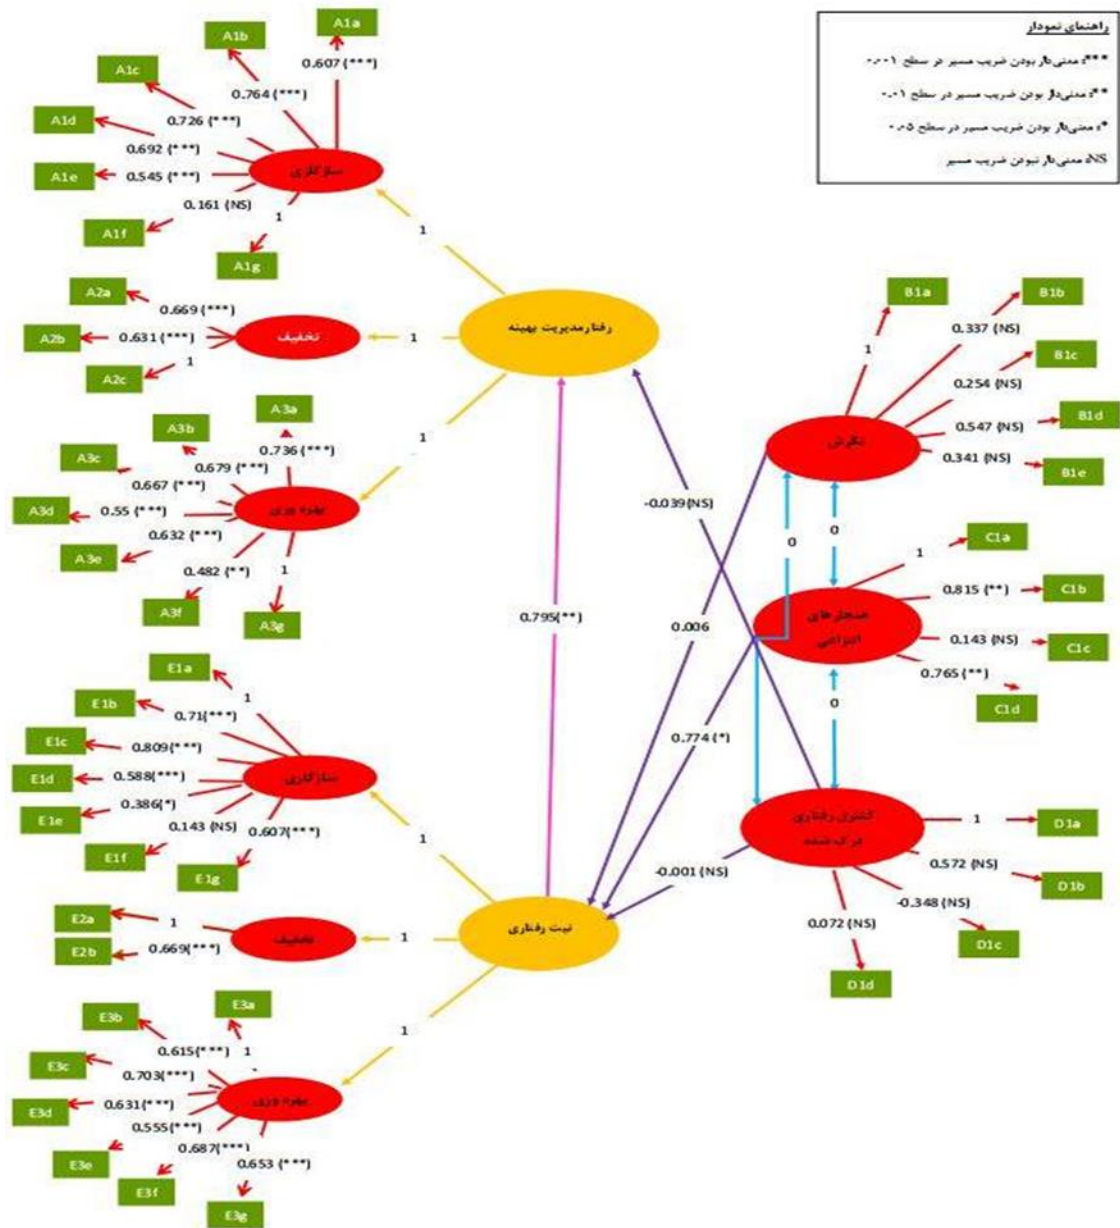 راهنمای نمودار
***: معنی‌دار بودن ضریب مسیر در سطح ۰.۰۰۱
**: معنی‌دار بودن ضریب مسیر در سطح ۰.۰۱
*: معنی‌دار بودن ضریب مسیر در سطح ۰.۰۵
NS: معنی‌دار نبودن ضریب مسیر
A1a
A1b
A1c
A1d
A1e
A1f
A1g
0.607 (***)
0.764 (***)
0.726 (***)
0.692 (***)
0.545 (***)
0.161 (NS)
1
سازگاری
1
A2a
A2b
A2c
0.669 (***)
0.631 (***)
1
تخفیف
1
رفتار مدیریت بهینه
A3a
A3b
A3c
A3d
A3e
A3f
A3g
0.736 (***)
0.679 (***)
0.667 (***)
0.55 (***)
0.632 (***)
0.482 (**)
1
بهره وری
1
B1a
B1b
B1c
B1d
B1e
1
0.337 (NS)
0.254 (NS)
0.547 (NS)
0.341 (NS)
نگرش
-0.039(NS)
0
0
C1a
C1b
C1c
C1d
1
0.815 (**)
0.143 (NS)
0.765 (**)
هنجارهای
انتزاعی
0.795(**)
0.006
0.774 (*)
0
کنترل رفتاری
درک شده
D1a
D1b
D1c
D1d
1
0.572 (NS)
-0.348 (NS)
0.072 (NS)
-0.001 (NS)
E1a
E1b
E1c
E1d
E1e
E1f
E1g
1
0.71(***)
0.809(***)
0.588(***)
0.386(*)
0.143 (NS)
0.607(***)
سازگاری
1
E2a
E2b
1
0.669(***)
تخفیف
1
نیت رفتاری
E3a
E3b
E3c
E3d
E3e
E3f
E3g
1
0.615(***)
0.703(***)
0.631(***)
0.555(***)
0.687(***)
0.653 (***)
بهره وری
1